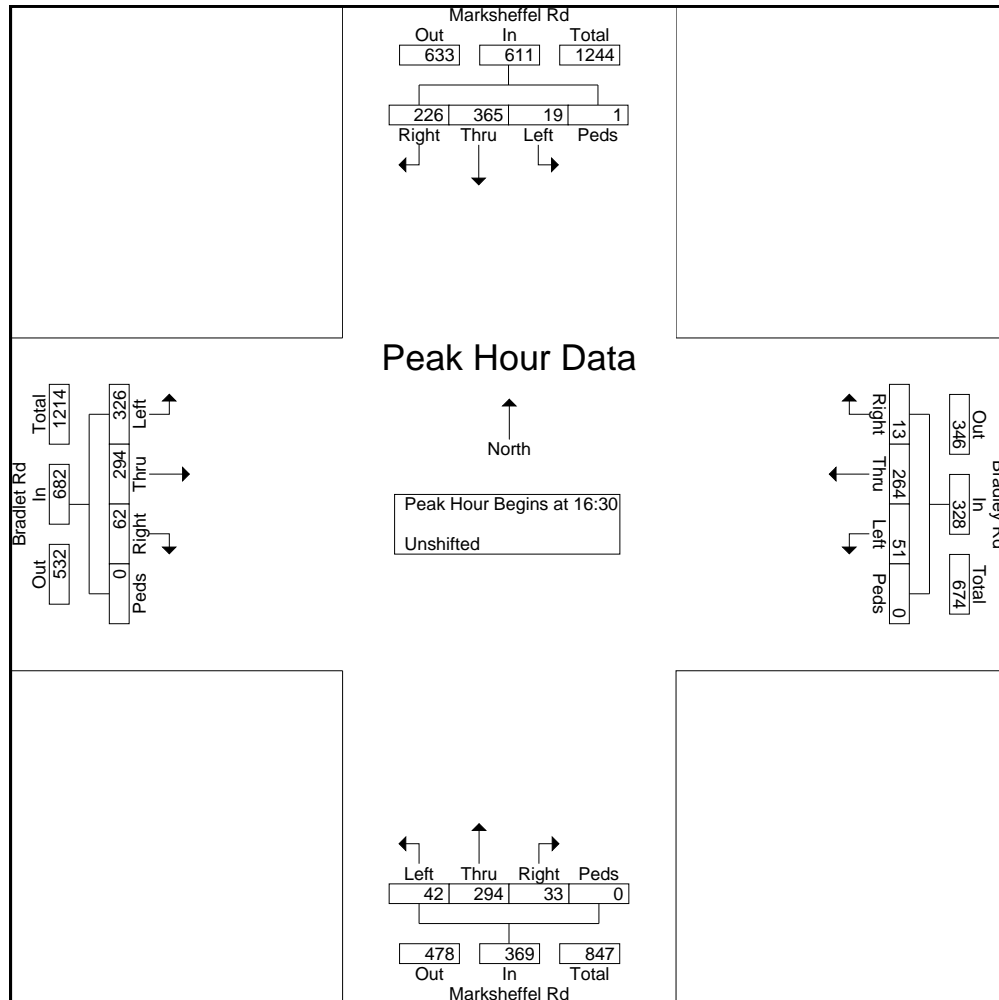 Marksheffel Rd
Out In Total
633 611 1244
226 365 19 1
Right Thru Left Peds
Peak Hour Data
North
Peak Hour Begins at 16:30
Unshifted
Bradlet Rd
Out In Total
532 682 1214
Left Thru Right Peds
326 294 62 0
Bradley Rd
Out In Total
346 328 674
Right Thru Left Peds
13 264 51 0
Left Thru Right Peds
42 294 33 0
478 369 847
Out In Total
Marksheffel Rd